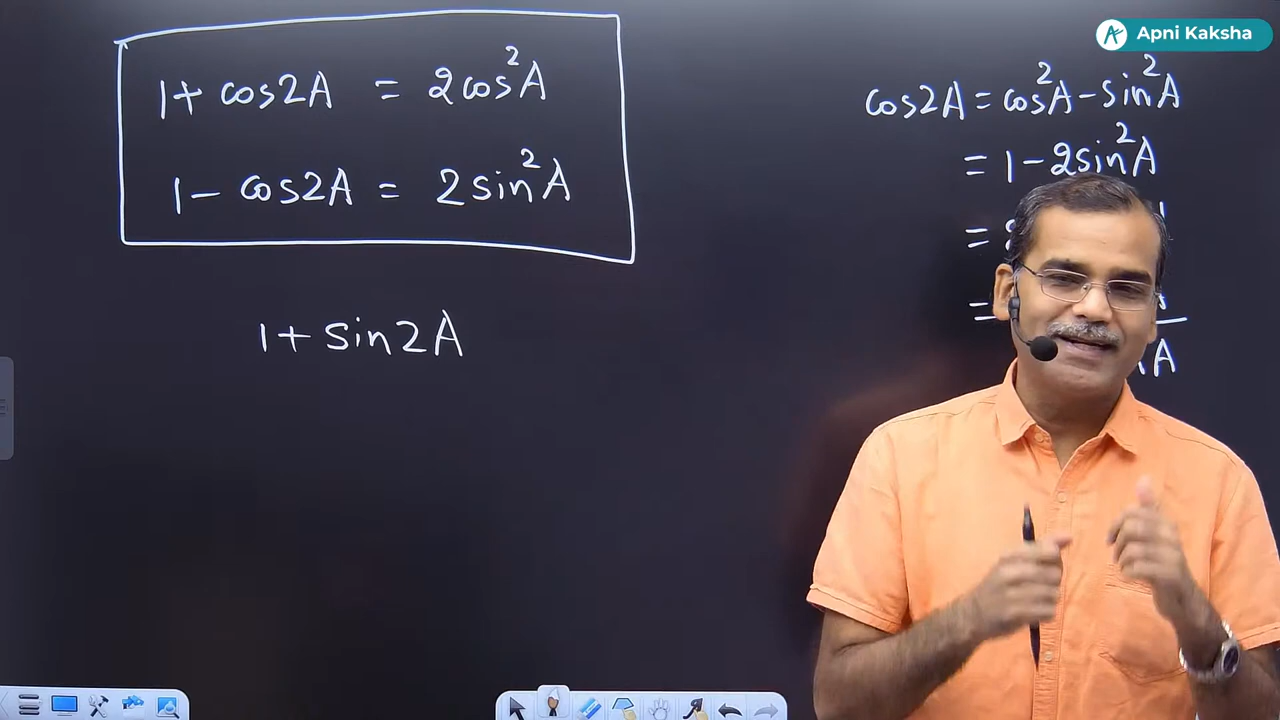 Apni Kaksha
1 + cos2A = 2cos²A
1 - cos2A = 2sin²A
1 + sin2A
cos2A = cos²A - sin²A
= 1 - 2sin²A
=
=
A